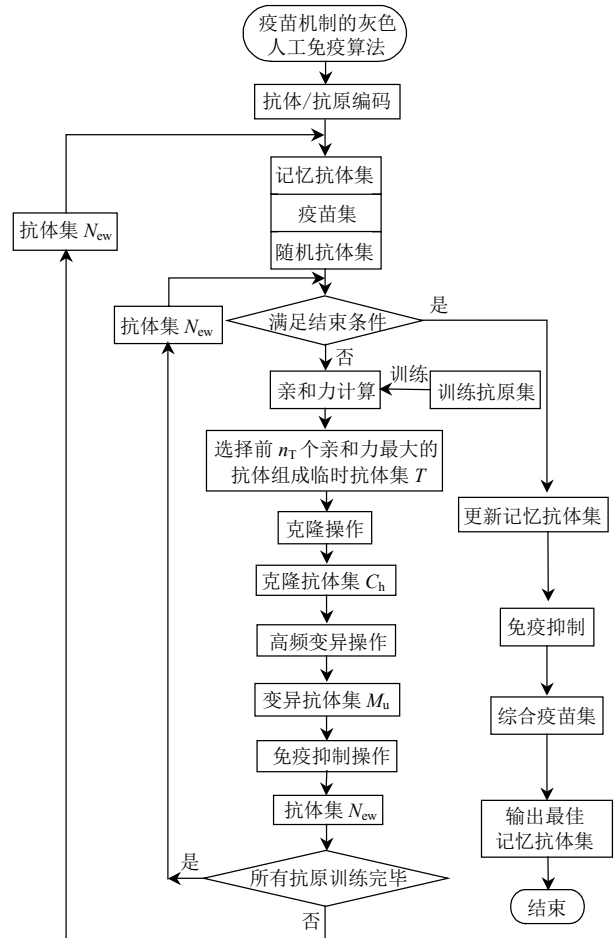 疫苗机制的灰色
人工免疫算法
抗体/抗原编码
记忆抗体集
疫苗集
随机抗体集
抗体集 New
抗体集 New
满足结束条件
是
否
亲和力计算
训练
训练抗原集
选择前 nT 个亲和力最大的
抗体组成临时抗体集 T
克隆操作
克隆抗体集 Ch
高频变异操作
变异抗体集 Mu
免疫抑制操作
抗体集 New
所有抗原训练完毕
是
否
更新记忆抗体集
免疫抑制
综合疫苗集
输出最佳
记忆抗体集
结束